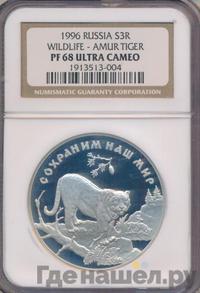 1996 RUSSIA S3R
WILDLIFE - AMUR TIGER
PF 68 ULTRA CAMEO
1913513-004
NUMISMATIC GUARANTY CORPORATION
NGC
СОХРАНИМ НАШ МИР
Где нашел.ру